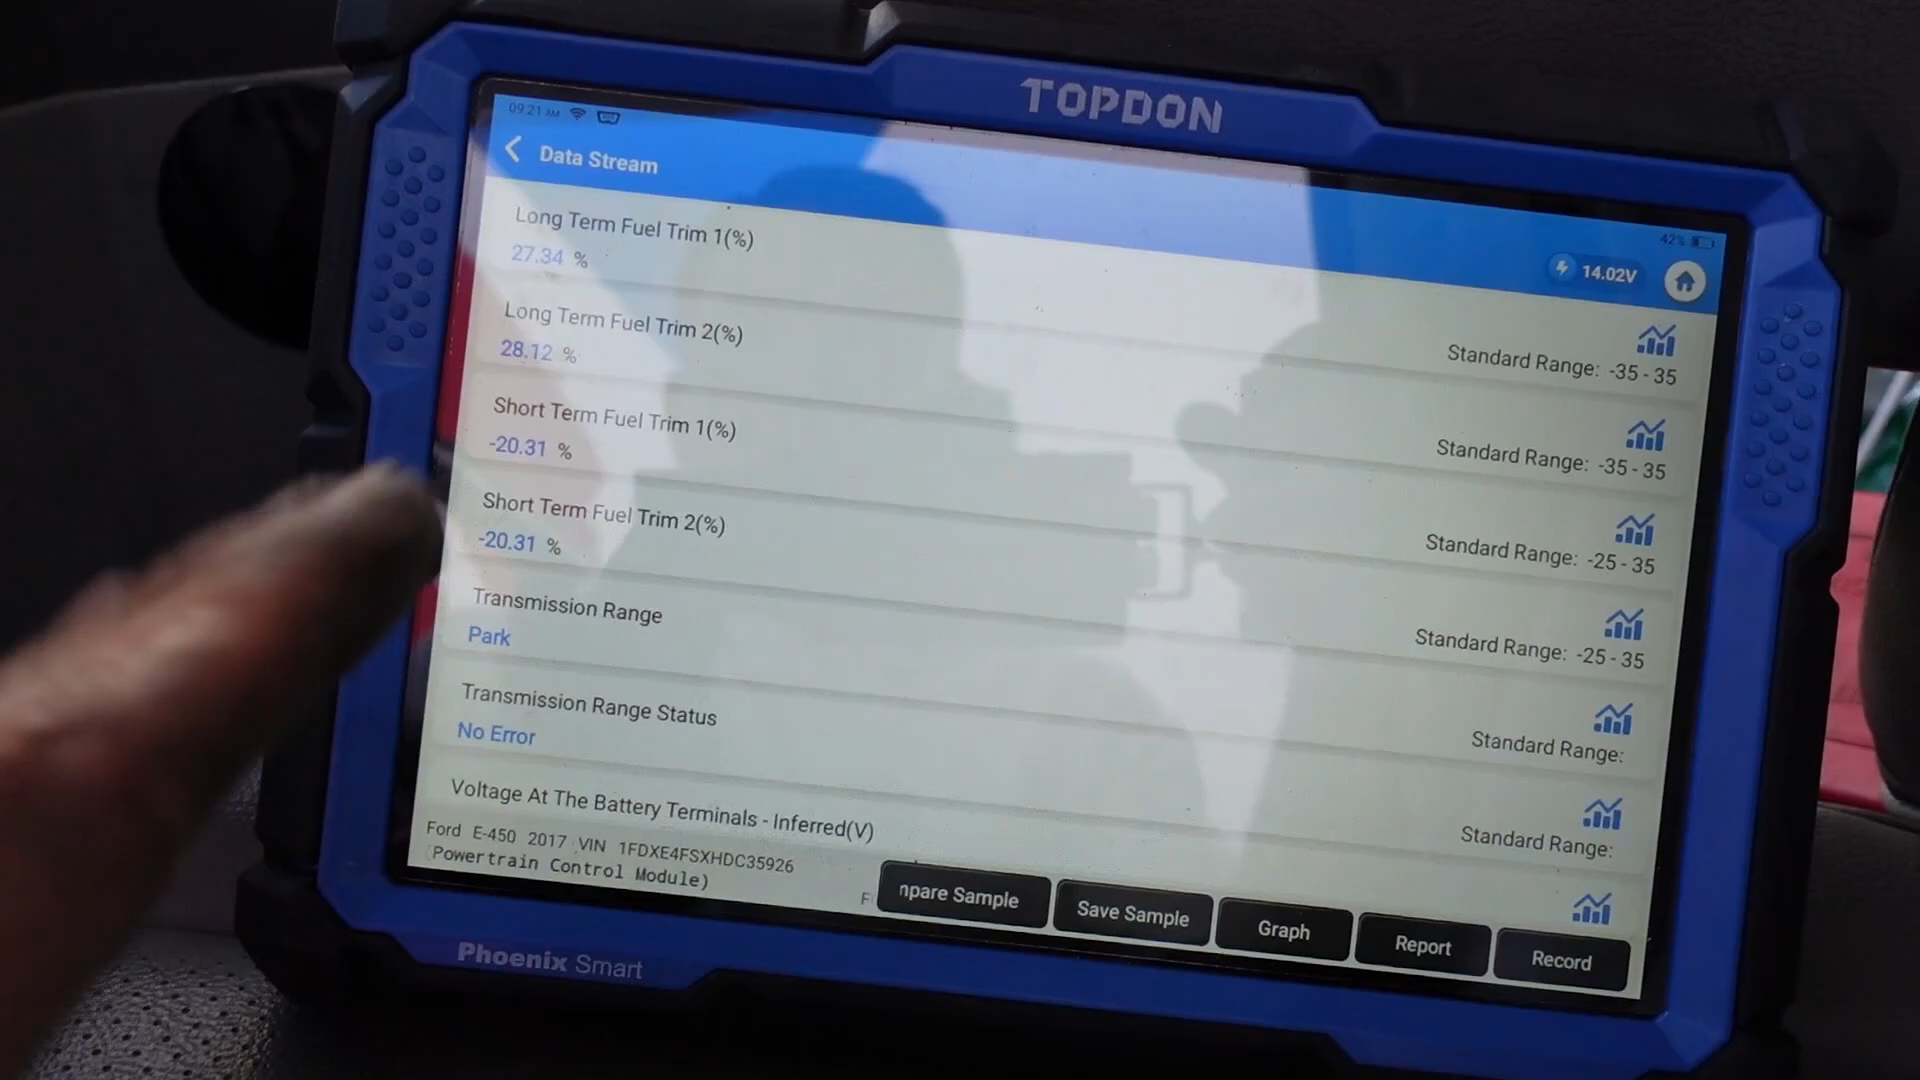 TOPDON
09:21 AM
Data Stream
42%
14.02V
Long Term Fuel Trim 1(%)
27.34 %
Standard Range: -35 - 35
Long Term Fuel Trim 2(%)
28.12 %
Standard Range: -35 - 35
Short Term Fuel Trim 1(%)
-20.31 %
Standard Range: -25 - 35
Short Term Fuel Trim 2(%)
-20.31 %
Standard Range: -25 - 35
Transmission Range
Park
Standard Range:
Transmission Range Status
No Error
Standard Range:
Voltage At The Battery Terminals - Inferred(V)
Ford E-450 2017 VIN 1FDXE4FSXHDC35926
(Powertrain Control Module)
F
npare Sample
Save Sample
Graph
Report
Record
Phoenix Smart